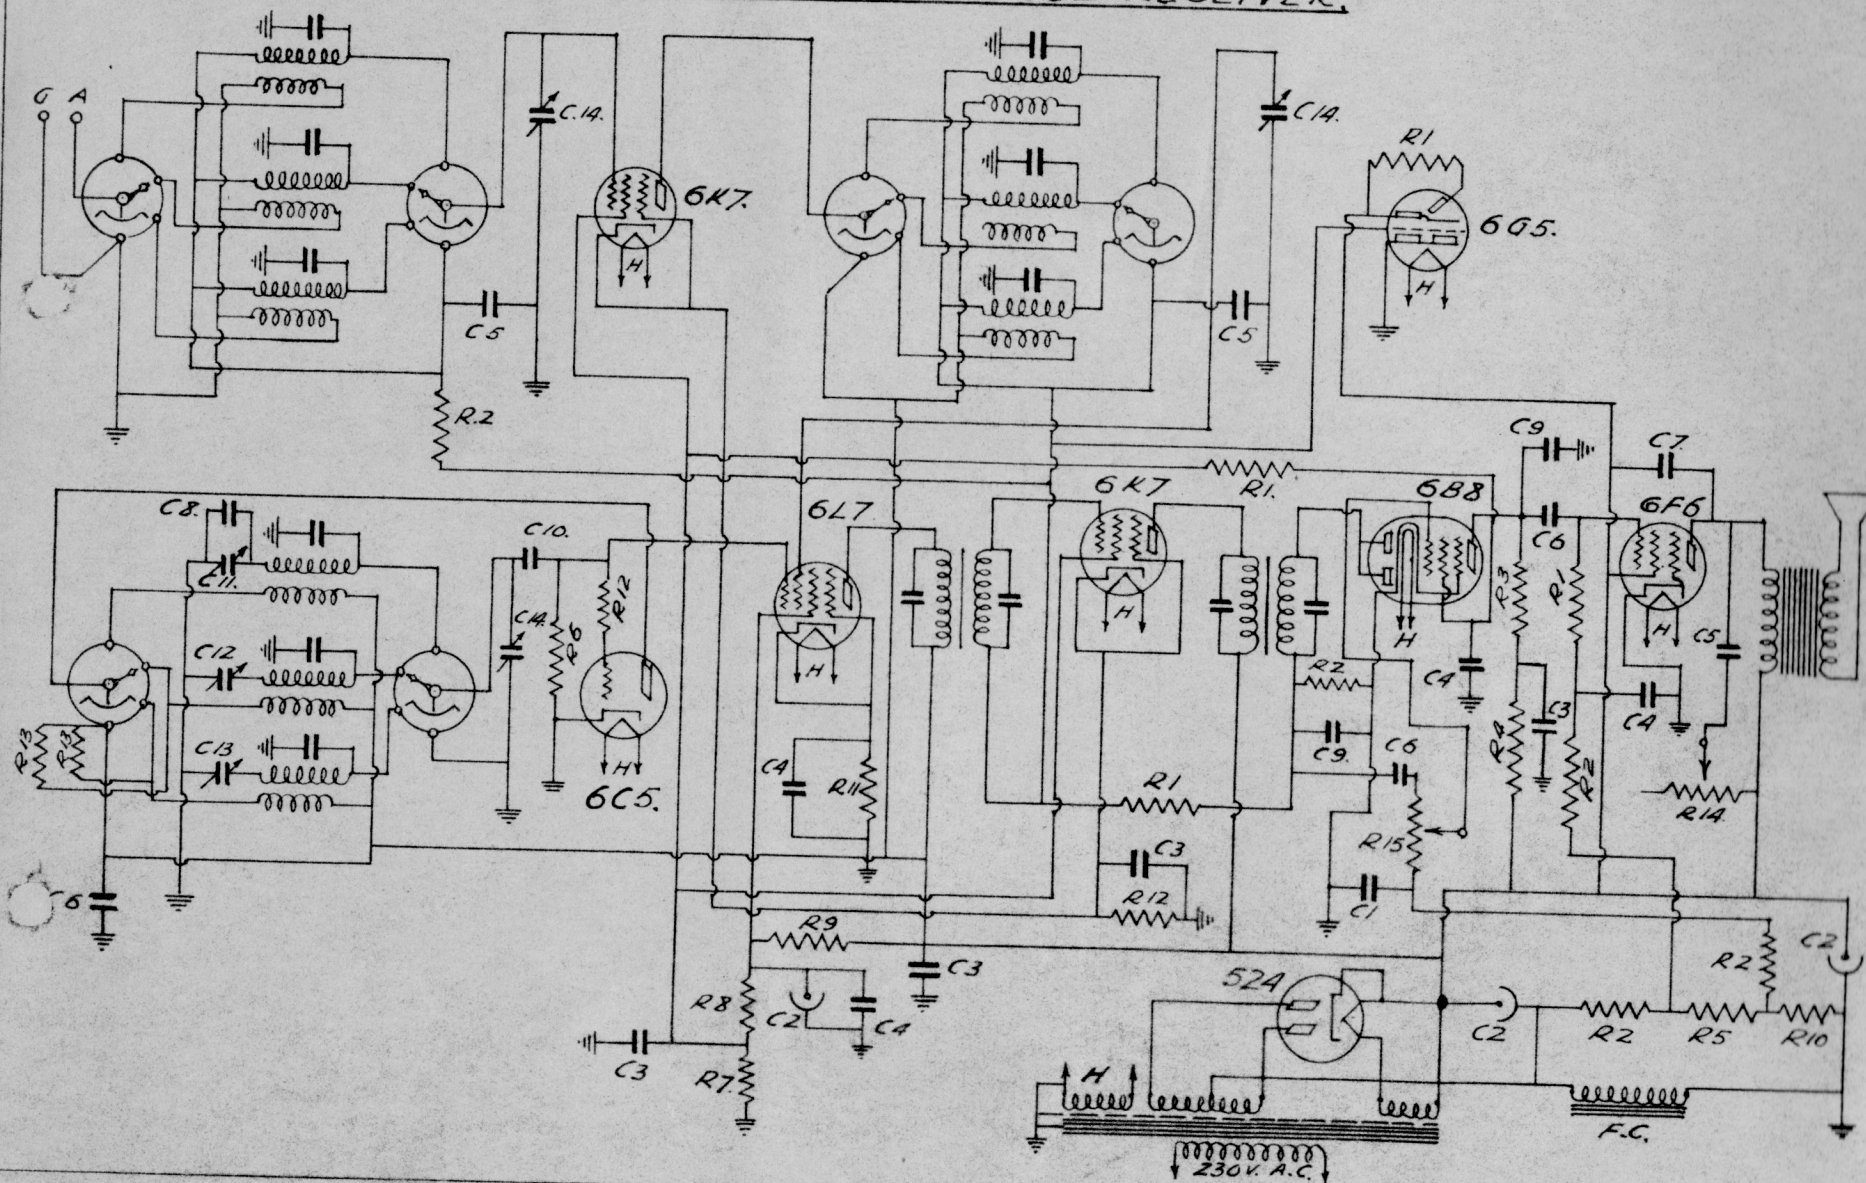 RECEIVER.
G A
C.14.
6K7.
H
C5
R.2
C14.
C5
R1
6G5.
H
R1.
C9
C7
C8.
C11.
C10.
R12
R6
C14.
C12
C13
R13
R13
H
6C5.
C6
6L7
H
C4
R11
6K7
H
R1
C3
R12
6B8
H
R2
C9.
C6
C4
R15
C1
C6
R3
R4
C3
R1
R2
6F6
H
C4
C5
R14
R9
R8
C2
C4
C3
C3
R7
5Z4
C2
R2
R5
R10
R2
C2
H
F.C.
230V. A.C.